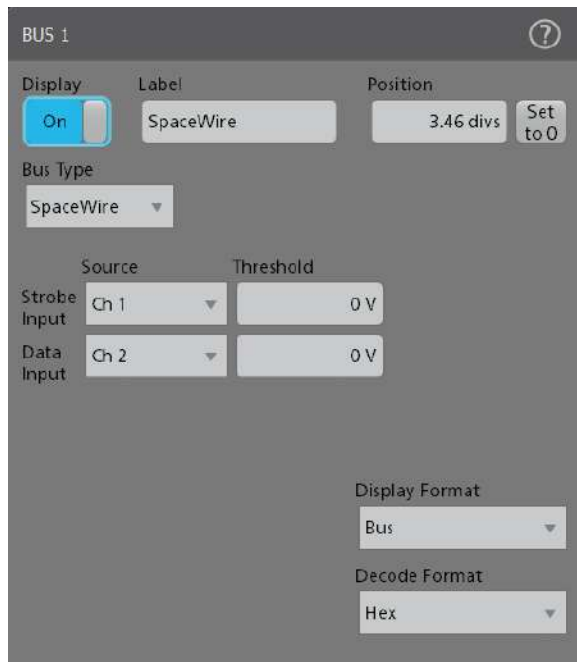 BUS 1
?
Display Label Position
On SpaceWire 3.46 divs Set to 0
Bus Type
SpaceWire
Source Threshold
Strobe Input Ch 1 0 V
Data Input Ch 2 0 V
Display Format
Bus
Decode Format
Hex